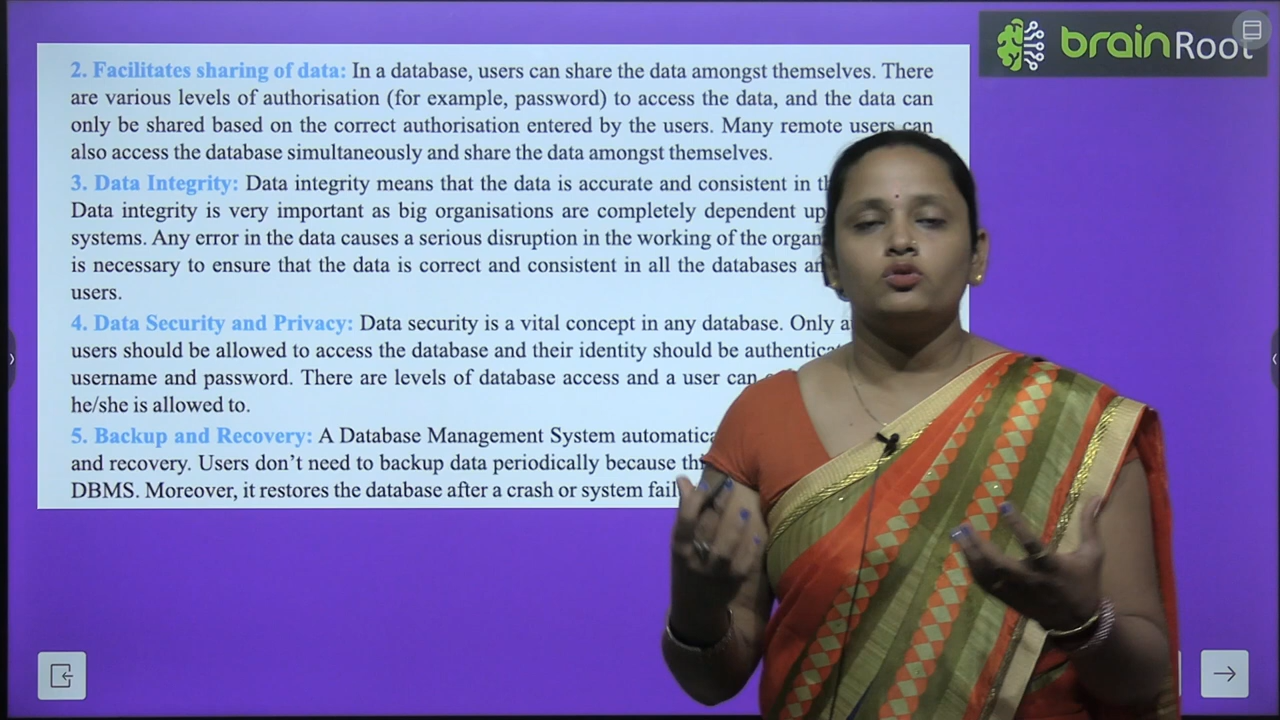 brainRoot
2. Facilitates sharing of data: In a database, users can share the data amongst themselves. There
are various levels of authorisation (for example, password) to access the data, and the data can
only be shared based on the correct authorisation entered by the users. Many remote users can
also access the database simultaneously and share the data amongst themselves.
3. Data Integrity: Data integrity means that the data is accurate and consistent in
Data integrity is very important as big organisations are completely dependent
systems. Any error in the data causes a serious disruption in the working of the
is necessary to ensure that the data is correct and consistent in all the databases
users.
4. Data Security and Privacy: Data security is a vital concept in any database. Only
users should be allowed to access the database and their identity should be
username and password. There are levels of database access and a user can
he/she is allowed to.
5. Backup and Recovery: A Database Management System
and recovery. Users don't need to backup data periodically because
DBMS. Moreover, it restores the database after a crash or system